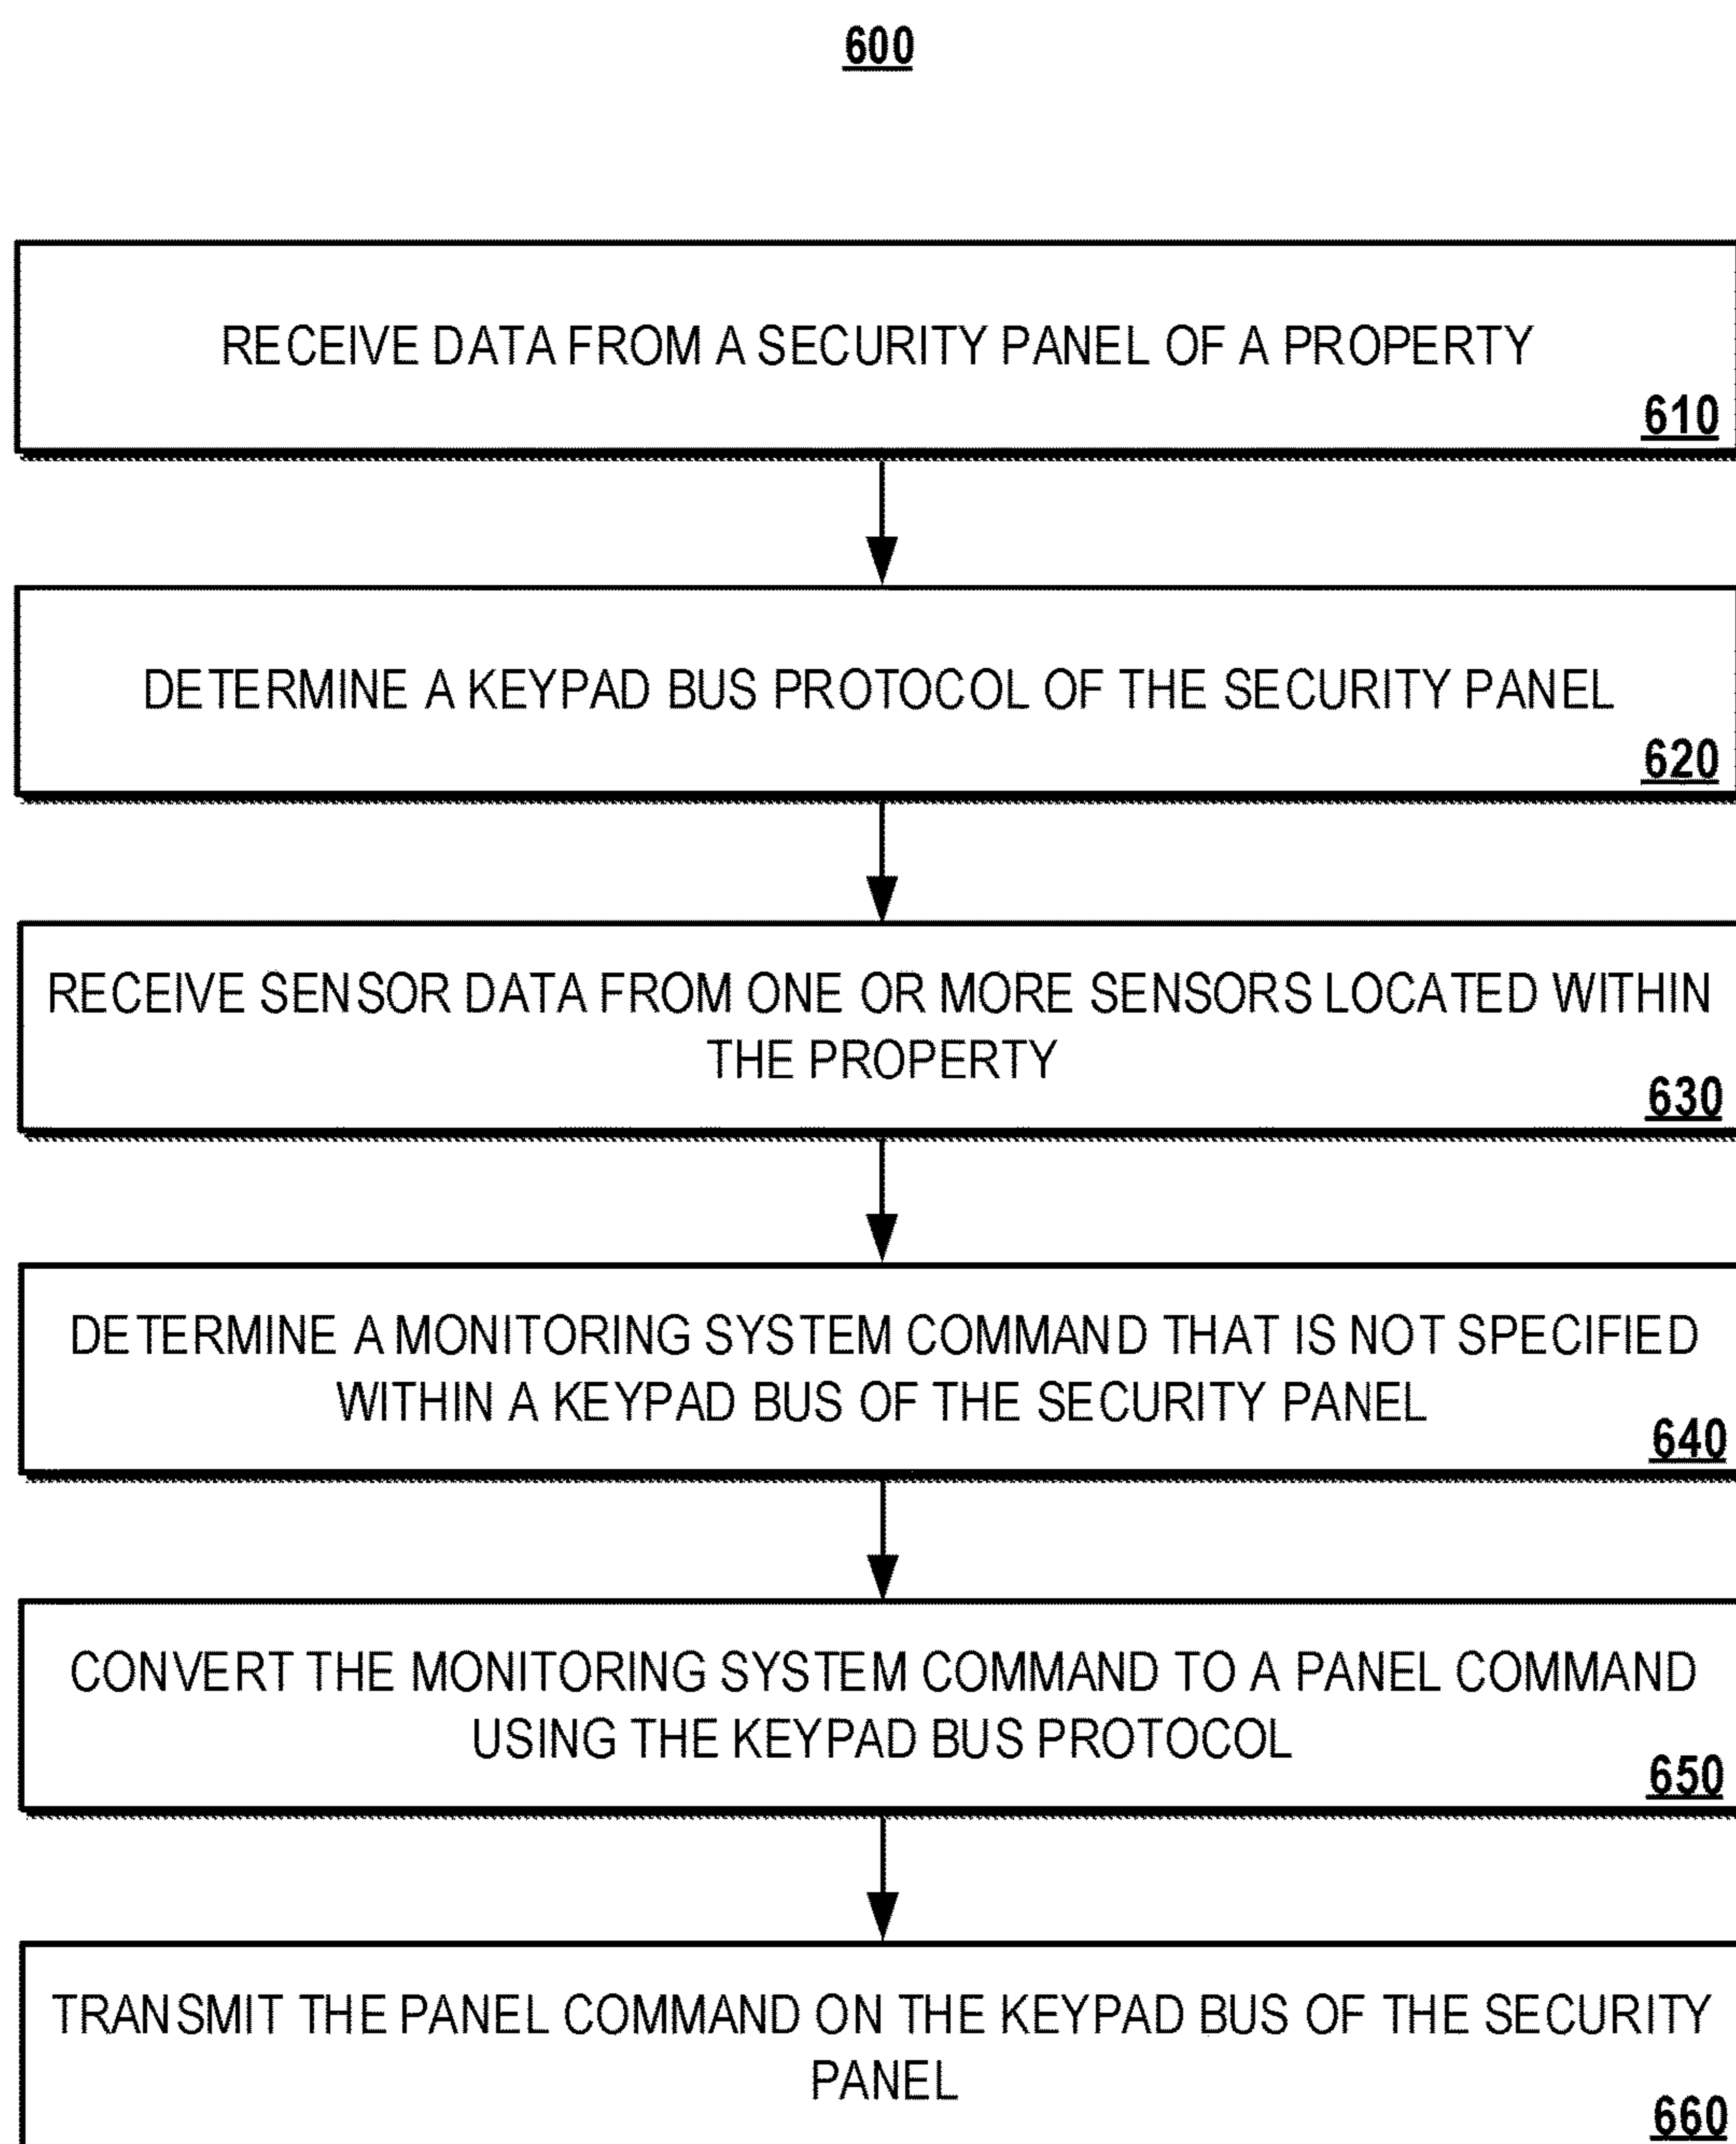 600
RECEIVE DATA FROM A SECURITY PANEL OF A PROPERTY
610
DETERMINE A KEYPAD BUS PROTOCOL OF THE SECURITY PANEL
620
RECEIVE SENSOR DATA FROM ONE OR MORE SENSORS LOCATED WITHIN
THE PROPERTY
630
DETERMINE A MONITORING SYSTEM COMMAND THAT IS NOT SPECIFIED
WITHIN A KEYPAD BUS OF THE SECURITY PANEL
640
CONVERT THE MONITORING SYSTEM COMMAND TO A PANEL COMMAND
USING THE KEYPAD BUS PROTOCOL
650
TRANSMIT THE PANEL COMMAND ON THE KEYPAD BUS OF THE SECURITY
PANEL
660